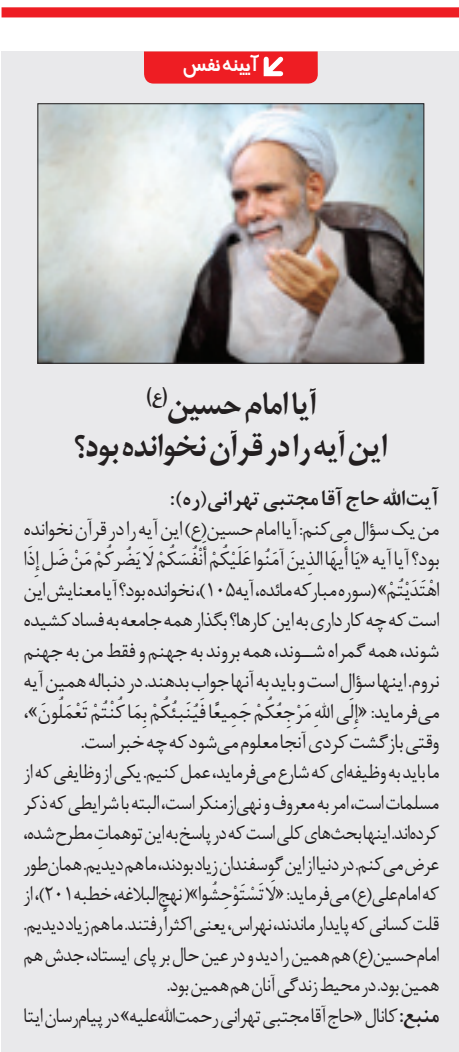 آیینه نفس
آیا امام حسین(ع)
این آیه را در قرآن نخوانده بود؟
آیت‌الله حاج آقا مجتبی تهرانی(ره):
من یک سؤال می‌کنم: آیا امام حسین(ع) این آیه را در قرآن نخوانده
بود؟ آیا آیه «یَا أَیهَا الذِینَ آمَنُوا عَلَیْکُمْ أَنْفُسَکُمْ لَا یَضُرکُمْ مَنْ ضَل إِذَا
اهْتَدَیْتُمْ» (سوره مبارکه مائده، آیه۱۰۵)، نخوانده بود؟ آیا معنایش این
است که چه کار داری به این کارها؟ بگذار همه جامعه به فساد کشیده
شوند، همه گمراه شوند، همه بروند به جهنم و فقط من به جهنم
نروم. اینها سؤال است و باید به آنها جواب بدهند. در دنباله همین آیه
می‌فرماید: «إِلَی اللهِ مَرْجِعُکُمْ جَمِیعًا فَیُنَبئُکُمْ بِمَا کُنْتُمْ تَعْمَلُونَ»،
وقتی بازگشت کردی آنجا معلوم می‌شود که چه خبر است.
ما باید به وظیفه‌ای که شارع می‌فرماید، عمل کنیم. یکی از وظایفی که از
مسلمات است، امر به معروف و نهی ازمنکر است، البته با شرایطی که ذکر
کرده‌اند. اینها بحث‌های کلی است که در پاسخ به این توهماتِ مطرح شده،
عرض می‌کنم. در دنیا از این گوسفندان زیاد بودند، ما هم دیدیم. همان‌طور
که امام علی(ع) می‌فرماید: «لَا تَسْتَوْحِشُوا»( نهج‌البلاغه، خطبه۲۰۱)، از
قلت کسانی که پایدار ماندند، نهراس، یعنی اکثراً رفتند. ما هم زیاد دیدیم.
امام‌حسین(ع) هم همین را دید و در عین حال بر پای ایستاد، جدش هم
همین بود. در محیط زندگی آنان هم همین بود.
منبع: کانال «حاج آقا مجتبی تهرانی رحمت‌الله‌علیه» در پیام‌رسان ایتا